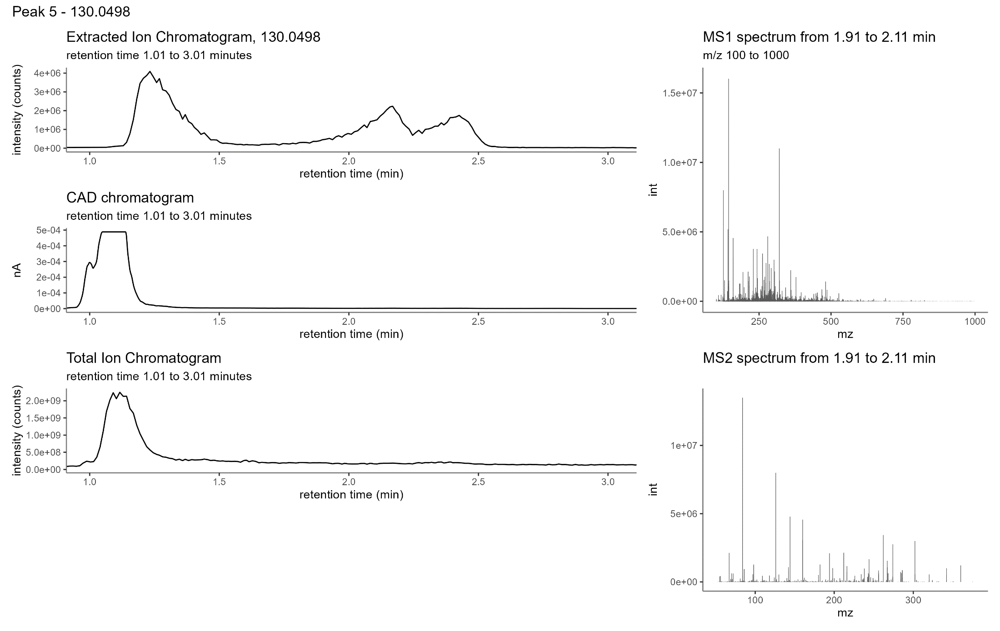 Peak 5 - 130.0498
Extracted Ion Chromatogram, 130.0498
retention time 1.01 to 3.01 minutes
intensity (counts)
4e+06
3e+06
2e+06
1e+06
0e+00
1.0 1.5 2.0 2.5 3.0
retention time (min)
CAD chromatogram
retention time 1.01 to 3.01 minutes
nA
5e-04
4e-04
3e-04
2e-04
1e-04
0e+00
1.0 1.5 2.0 2.5 3.0
retention time (min)
Total Ion Chromatogram
retention time 1.01 to 3.01 minutes
intensity (counts)
2.0e+09
1.5e+09
1.0e+09
5.0e+08
0.0e+00
1.0 1.5 2.0 2.5 3.0
retention time (min)
MS1 spectrum from 1.91 to 2.11 min
m/z 100 to 1000
int
1.5e+07
1.0e+07
5.0e+06
0.0e+00
250 500 750 1000
mz
MS2 spectrum from 1.91 to 2.11 min
int
1e+07
5e+06
0e+00
100 200 300
mz